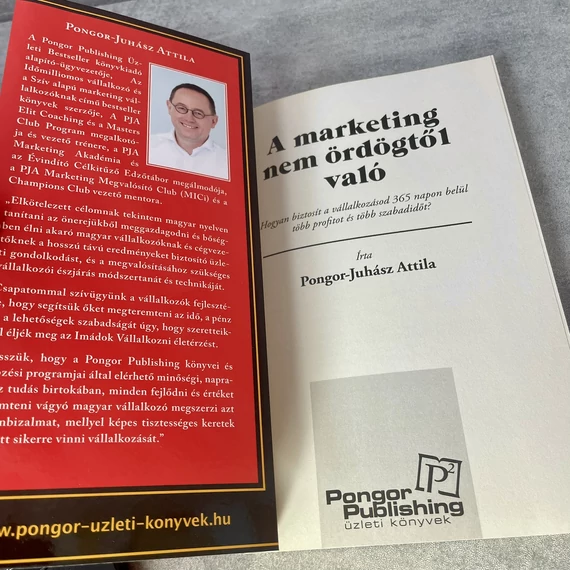 Pongor-Juhász Attila
A Pongor Publishing Üz-
leti Bestseller könyvkiadó
alapító-ügyvezetője, Az
Időmilliomos vállalkozó és
a Szív alapú marketing vál-
lalkozóknak című bestseller
könyvek szerzője, A PJA
Elit Coaching és a Masters
Club Program megalkotó-
ja és vezető trénere, a PJA
Marketing Akadémia és
az Évindító Célkitűző Edzőtábor megálmodója,
a PJA Marketing Megvalósító Club (MICi) és a
Champions Club vezető mentora.
„Elkötelezett célomnak tekintem magyar nyelven
tanítani az önerejükből meggazdagodni és bőség-
ben élni akaró magyar vállalkozóknak és cégveze-
tőknek a hosszú távú eredményeket biztosító üzle-
ti gondolkodást, és a megvalósításához szükséges
vállalkozói észjárás módszertanát és technikáját.
Csapatommal szívügyünk a vállalkozók fejleszté-
e, hogy segítsük őket megteremteni az idő, a pénz
a lehetőségek szabadságát úgy, hogy szeretteik-
l éljék meg az Imádok Vállalkozni életérzést.
sszük, hogy a Pongor Publishing könyvei és
ozési programjai által elérhető minőségi, napra-
z tudás birtokában, minden fejlődni és értéket
mteni vágyó magyar vállalkozó megszerzi azt
nbizalmat, mellyel képes tisztességes keretek
tt sikerre vinni vállalkozását.”
w.pongor-uzleti-konyvek.hu
A marketing
nem ördögtől
való
Hogyan biztosít a vállalkozásod 365 napon belül
több profitot és több szabadidőt?
Írta
Pongor-Juhász Attila
P2
Pongor
Publishing
üzleti könyvek